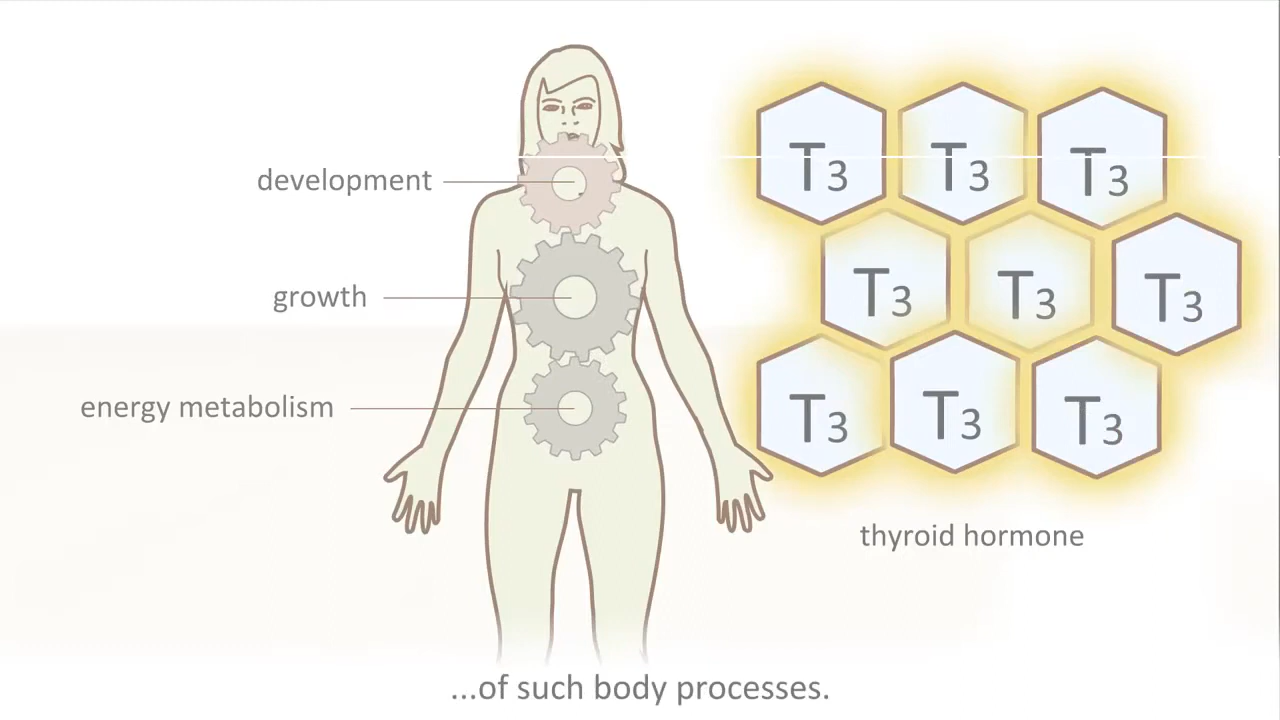 development
growth
energy metabolism
T3 T3 T3
T3 T3 T3
T3 T3 T3
thyroid hormone
...of such body processes.